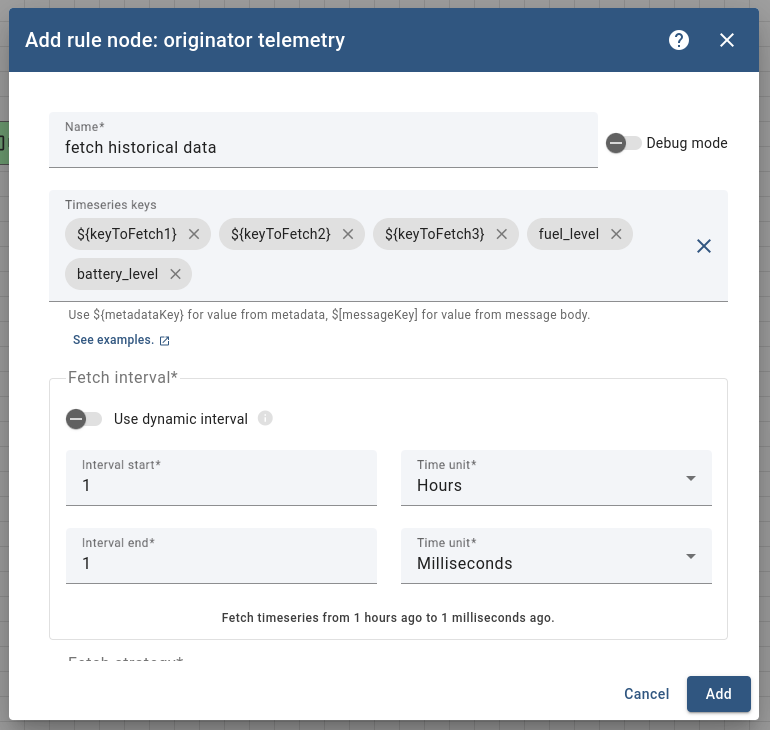 Add rule node: originator telemetry
Name*
fetch historical data
Debug mode
Timeseries keys
${keyToFetch1} ${keyToFetch2} ${keyToFetch3} fuel_level
battery_level
Use ${metadataKey} for value from metadata, $[messageKey] for value from message body.
See examples.
Fetch interval*
Use dynamic interval
Interval start* Time unit*
1 Hours
Interval end* Time unit*
1 Milliseconds
Fetch timeseries from 1 hours ago to 1 milliseconds ago.
Fetch strategy*
Cancel Add